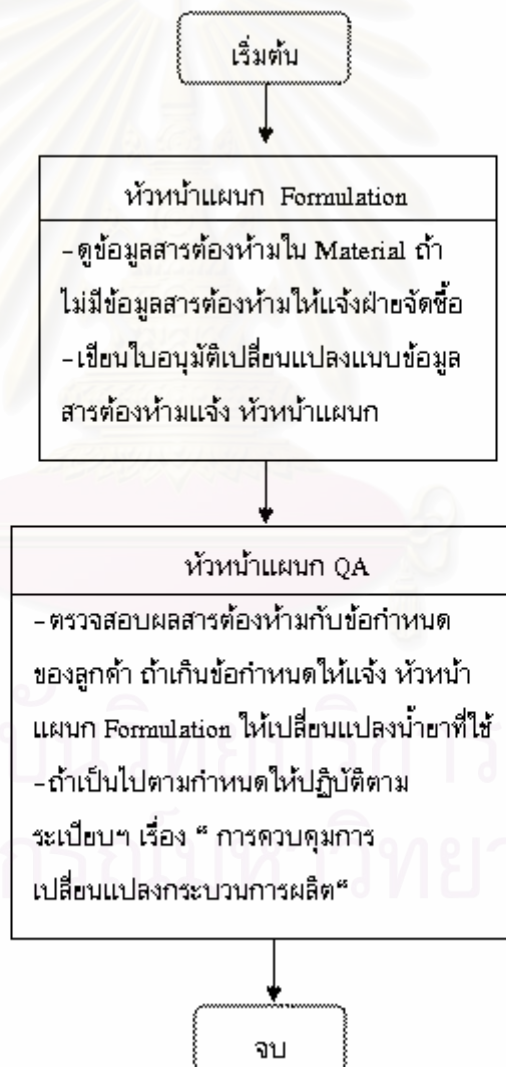 เริ่มต้น
หัวหน้าแผนก Formulation
-ดูข้อมูลสารต้องห้ามใน Material ถ้า
ไม่มีข้อมูลสารต้องห้ามให้แจ้งฝ่ายจัดซื้อ
-เขียนใบอนุมัติเปลี่ยนแปลงแนบข้อมูล
สารต้องห้ามแจ้ง หัวหน้าแผนก
หัวหน้าแผนก QA
-ตรวจสอบผลสารต้องห้ามกับข้อกำหนด
ของลูกค้า ถ้าเกินข้อกำหนดให้แจ้ง หัวหน้า
แผนก Formulation ให้เปลี่ยนแปลงน้ำยาที่ใช้
-ถ้าเป็นไปตามกำหนดให้ปฏิบัติตาม
ระเบียบฯ เรื่อง “ การควบคุมการ
เปลี่ยนแปลงกระบวนการผลิต“
จบ